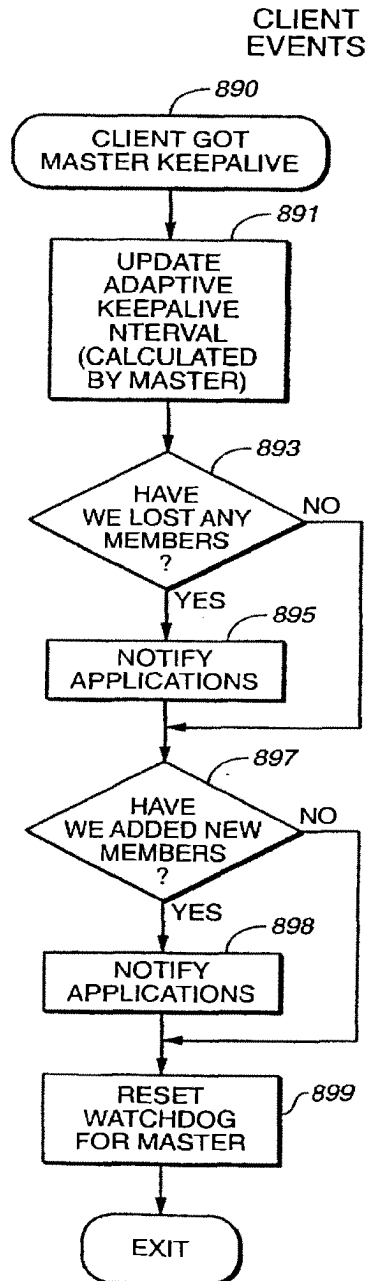 CLIENT
EVENTS
890
CLIENT GOT
MASTER KEEPALIVE
891
UPDATE
ADAPTIVE
KEEPALIVE
NTERVAL
(CALCULATED
BY MASTER)
893
HAVE
WE LOST ANY
MEMBERS
?
NO
YES
895
NOTIFY
APPLICATIONS
897
HAVE
WE ADDED NEW
MEMBERS
?
NO
YES
898
NOTIFY
APPLICATIONS
RESET
WATCHDOG
FOR MASTER
899
EXIT